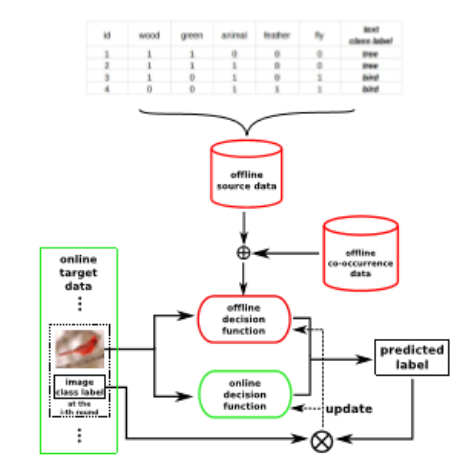 id wood green animal feather fly text
class label
1 1 1 0 0 0 tree
2 1 1 1 0 0 tree
3 1 0 1 0 1 bird
4 0 0 1 1 1 bird
offline
source data
offline
co-occurrence
data
online
target
data
offline
decision
function
image
class label
at the
i-th round
online
decision
function
predicted
label
update